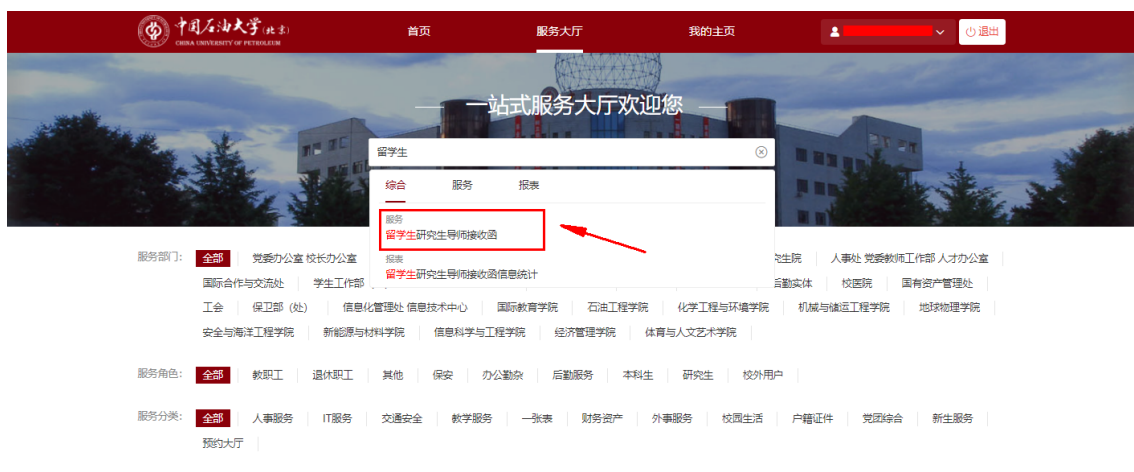 中国石油大学(北京)
CHINA UNIVERSITY OF PETROLEUM
首页 服务大厅 我的主页 退出
一站式服务大厅欢迎您
留学生
综合 服务 报表
服务
留学生研究生导师接收函
报表
留学生研究生导师接收函信息统计
服务部门: 全部 党委办公室 校长办公室 人事处 党委教师工作部 人才办公室
国际合作与交流处 学生工作部 后勤实体 校医院 国有资产管理处
工会 保卫部(处) 信息化管理处 信息技术中心 国际教育学院 石油工程学院 化学工程与环境学院 机械与储运工程学院 地球物理学院
安全与海洋工程学院 新能源与材料学院 信息科学与工程学院 经济管理学院 体育与人文艺术学院
服务角色: 全部 教职工 退休职工 其他 保安 办公勤杂 后勤服务 本科生 研究生 校外用户
服务分类: 全部 人事服务 IT服务 交通安全 教学服务 一张表 财务资产 外事服务 校园生活 户籍证件 党团综合 新生服务
预约大厅